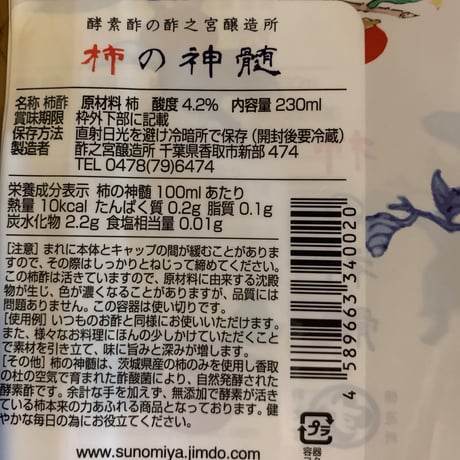 酵素酢の酢之宮醸造所
柿の神髄
名称 柿酢 原材料 柿 酸度 4.2% 内容量 230ml
賞味期限 枠外下部に記載
保存方法 直射日光を避け冷暗所で保存(開封後要冷蔵)
製造者 酢之宮醸造所 千葉県香取市新部 474
TEL 0478(79)6474
栄養成分表示 柿の神髄 100mlあたり
熱量 10kcal たんぱく質 0.2g 脂質 0.1g
炭水化物 2.2g 食塩相当量 0.01g
[注意] まれに本体とキャップの間が緩むことがありま
すので、その際はしっかりとねじって締めてください。
この柿酢は活きていますので、原材料に由来する沈殿
物が生じ、色が濃くなることがありますが、品質には
問題ありません。この容器は使い切りです。
[使用例] いつものお酢と同様にお使いいただけます。
また、様々なお料理にほんの少しかけていただくこと
で素材を引き立て、味に旨みと深みが増します。
[その他] 柿の神髄は、茨城県産の柿のみを使用し香取
の杜の空気で育まれた酢酸菌により、自然発酵された
酵素酢です。余計な手を加えず、無添加で酵素が活き
ている柿本来の力あふれる商品となっております。健
やかな毎日にお役立てください。
www.sunomiya.jimdo.com
4 589663 340020
プラ
容器